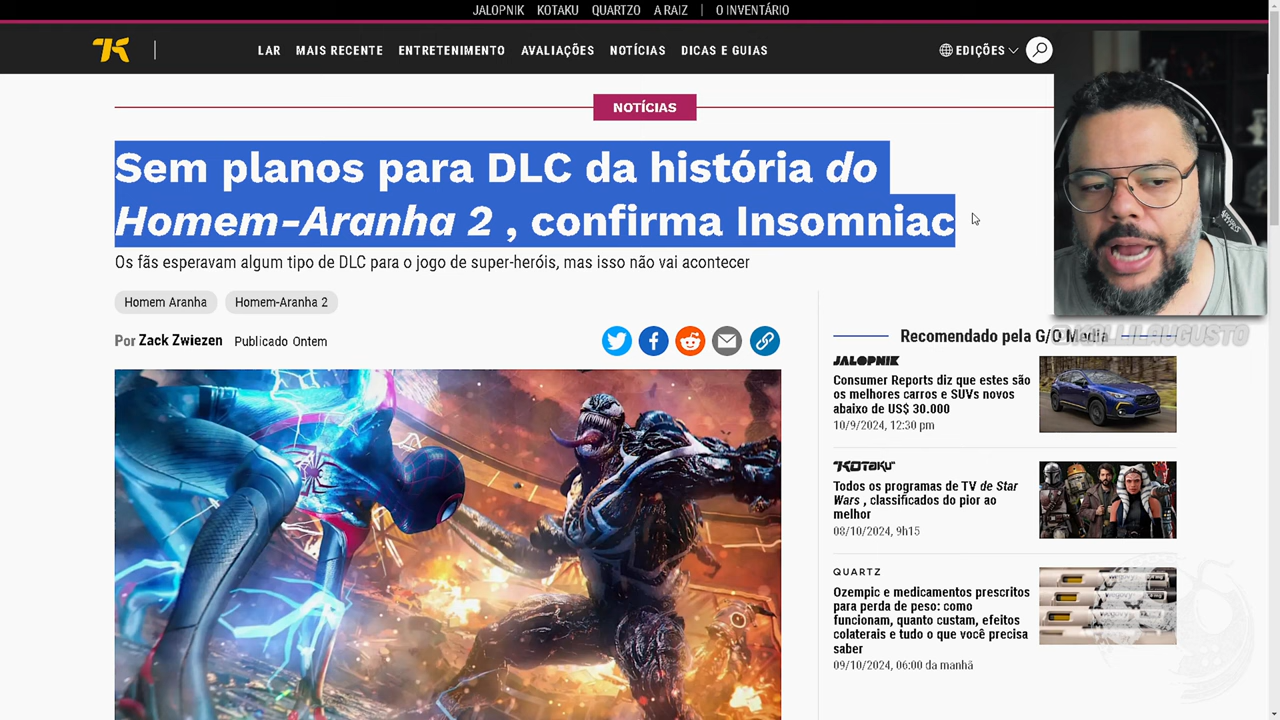 JALOPNIK KOTAKU QUARTZO A RAIZ | O INVENTÁRIO
LAR MAIS RECENTE ENTRETENIMENTO AVALIAÇÕES NOTÍCIAS DICAS E GUIAS
EDIÇÕES
NOTÍCIAS
Sem planos para DLC da história do
Homem-Aranha 2 , confirma Insomniac
Os fãs esperavam algum tipo de DLC para o jogo de super-heróis, mas isso não vai acontecer
Homem Aranha Homem-Aranha 2
Por Zack Zwiezen Publicado Ontem
Recomendado pela G/O Media
JALOPNIK
Consumer Reports diz que estes são
os melhores carros e SUVs novos
abaixo de US$ 30.000
10/9/2024, 12:30 pm
KOTAKU
Todos os programas de TV de Star
Wars , classificados do pior ao
melhor
08/10/2024, 9h15
QUARTZ
Ozempic e medicamentos prescritos
para perda de peso: como
funcionam, quanto custam, efeitos
colaterais e tudo o que você precisa
saber
09/10/2024, 06:00 da manhã